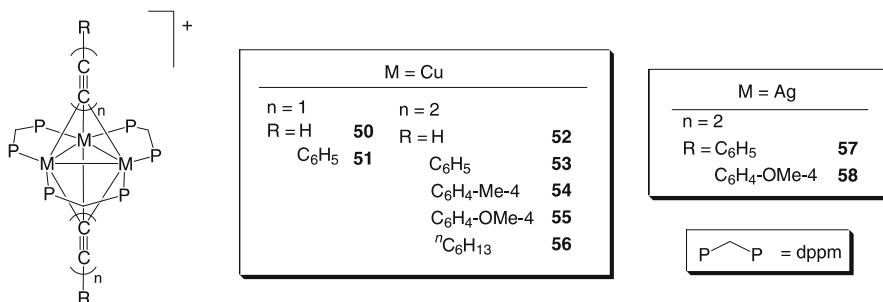 R
+
C
C
n
P
P
M
P
M
M
P
P
P
C
C
n
R
M = Cu
n = 1
n = 2
R = H 50
R = H 52
C6H5 51
C6H5 53
C6H4-Me-4 54
C6H4-OMe-4 55
nC6H13 56
M = Ag
n = 2
R = C6H5 57
C6H4-OMe-4 58
P P = dppm